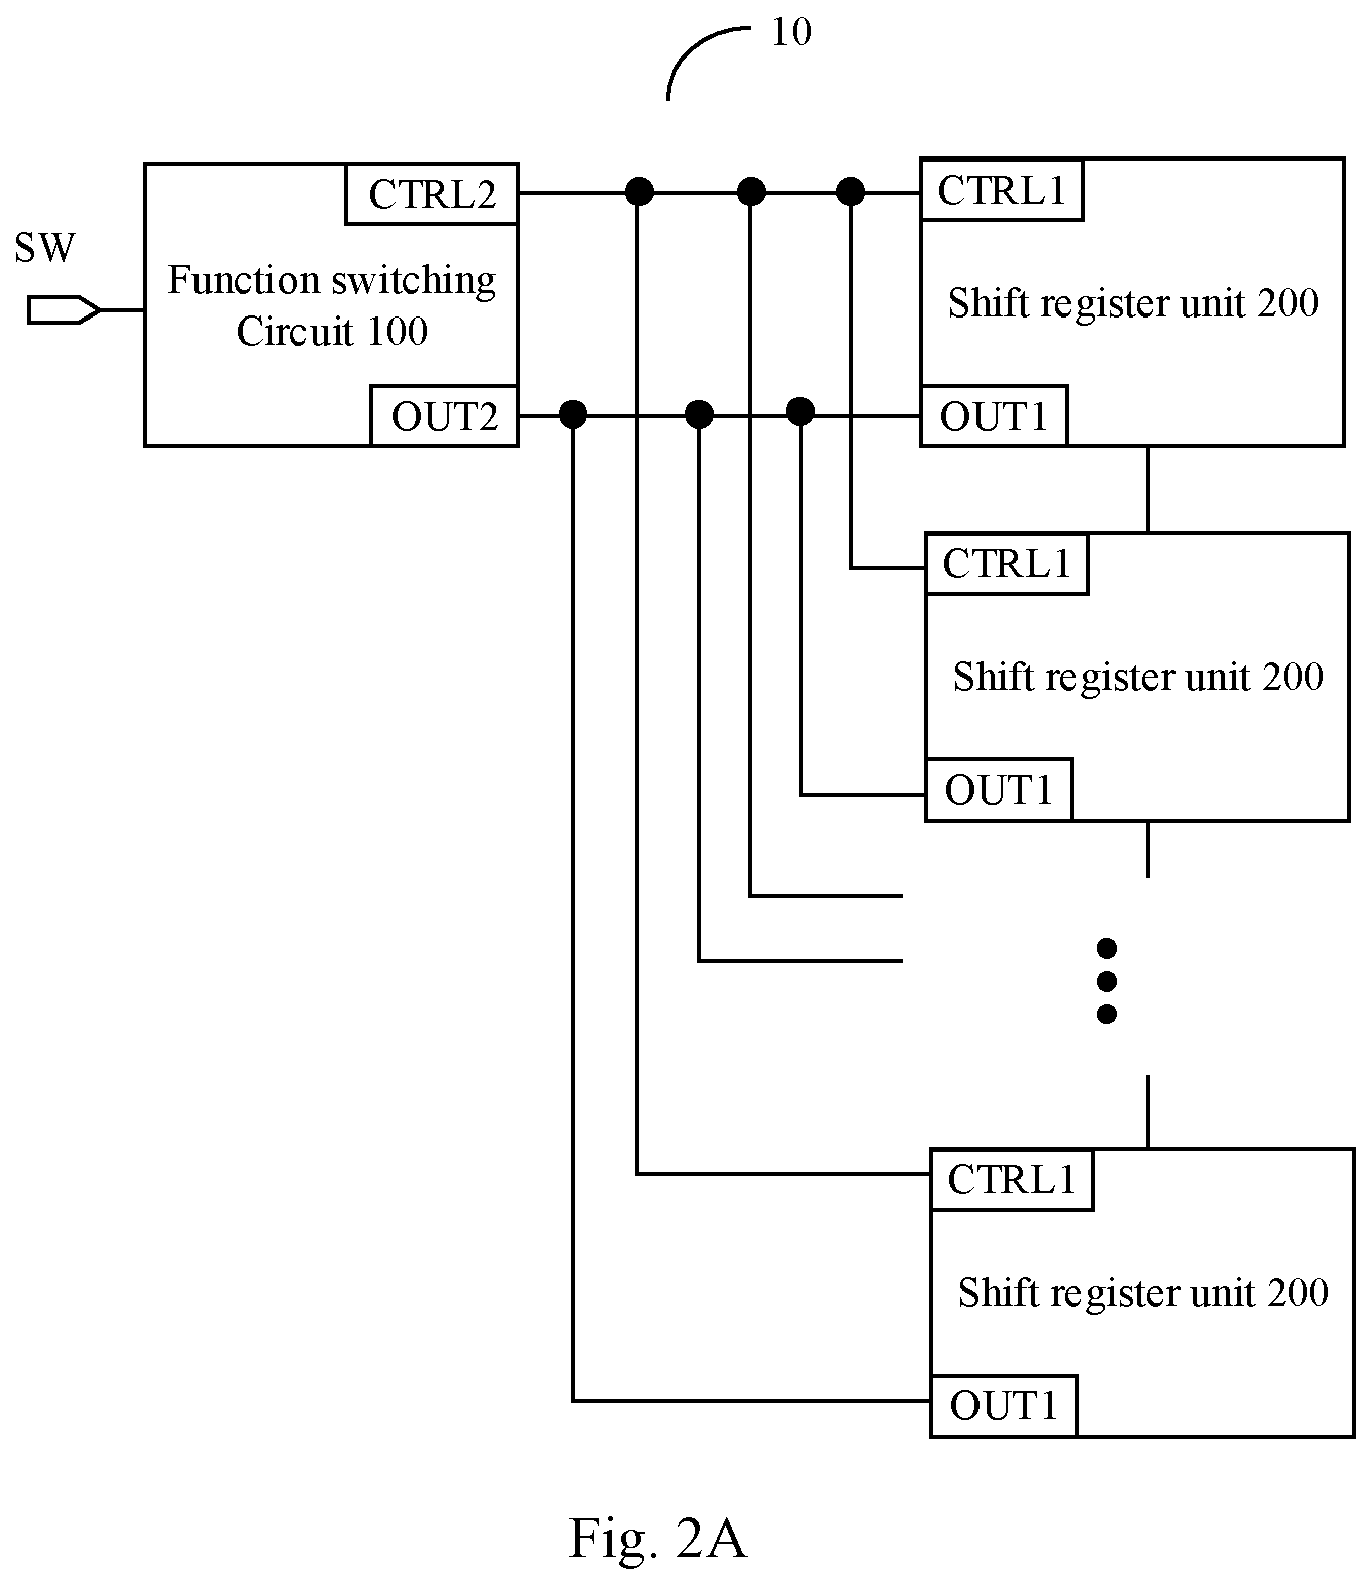 10
CTRL2
CTRL1
SW
Function switching
Circuit 100
Shift register unit 200
OUT2
OUT1
CTRL1
Shift register unit 200
OUT1
CTRL1
Shift register unit 200
OUT1
Fig. 2A